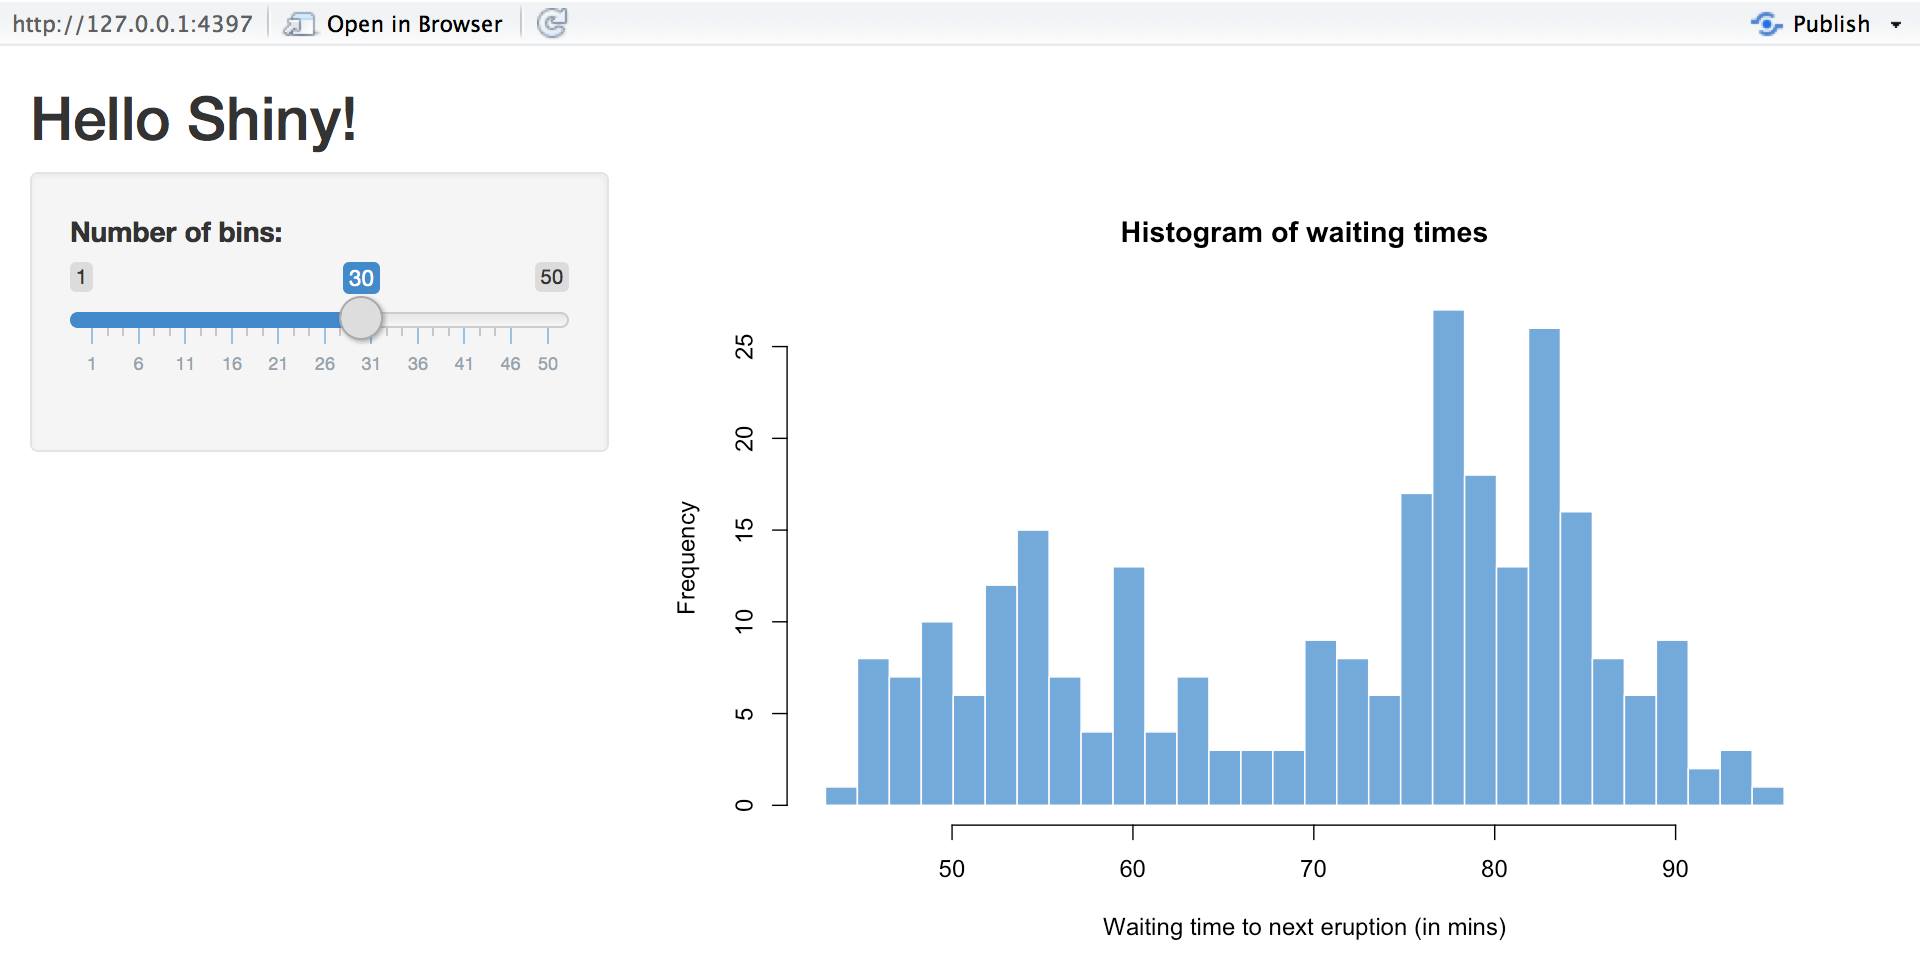 http://127.0.0.1:4397 Open in Browser Publish
Hello Shiny!
Number of bins:
1 30 50
1 6 11 16 21 26 31 36 41 46 50
Histogram of waiting times
Frequency
25
20
15
10
5
0
50 60 70 80 90
Waiting time to next eruption (in mins)